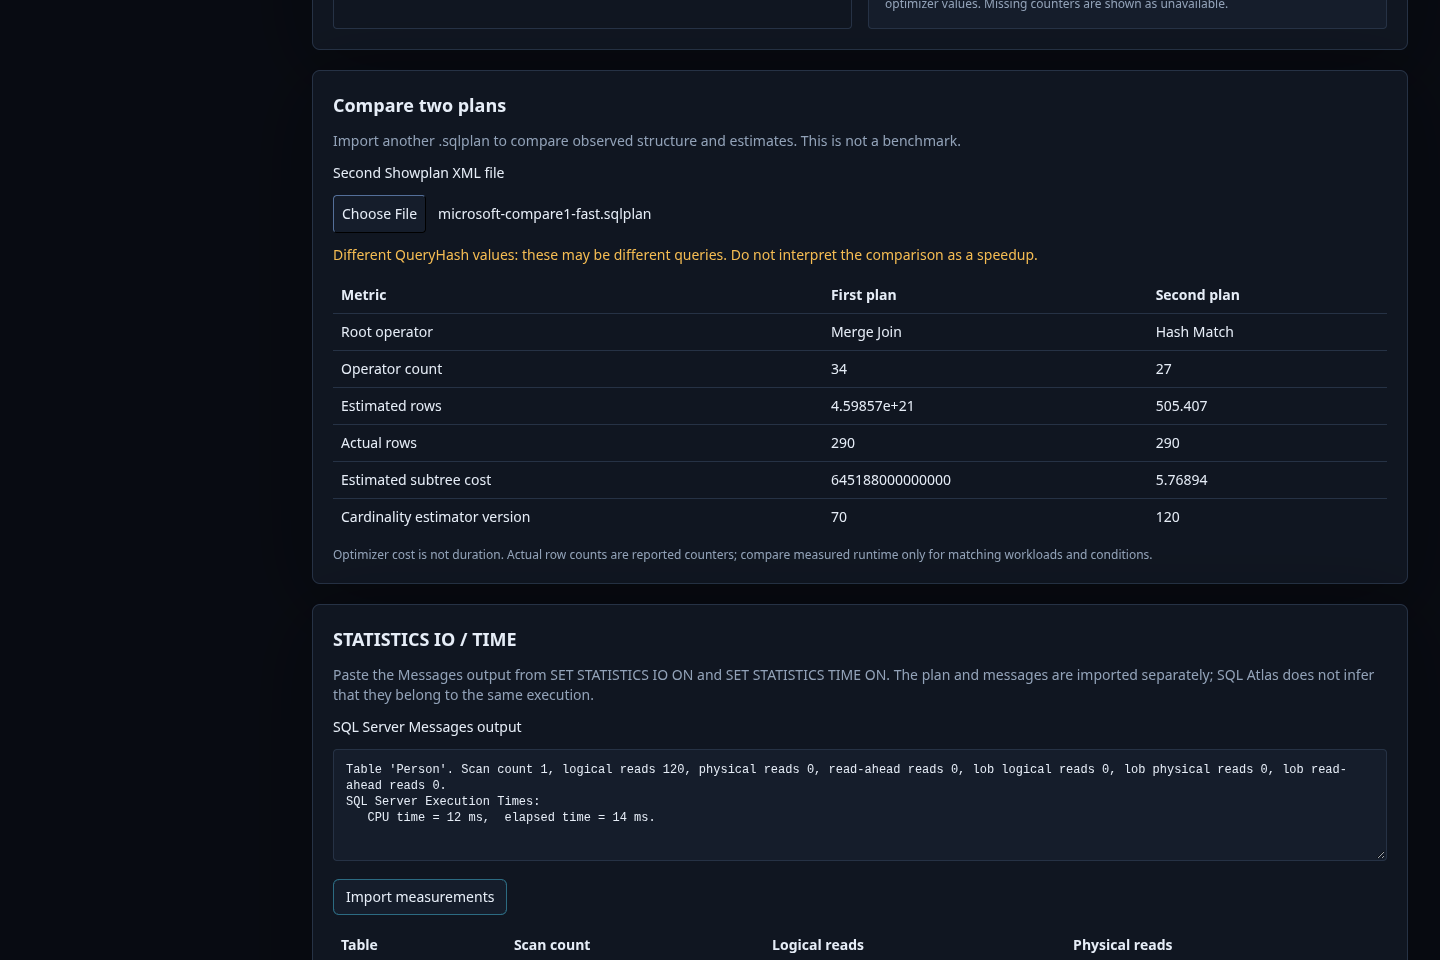 optimizer values. Missing counters are shown as unavailable.
Compare two plans
Import another .sqlplan to compare observed structure and estimates. This is not a benchmark.
Second Showplan XML file
Choose File microsoft-compare1-fast.sqlplan
Different QueryHash values: these may be different queries. Do not interpret the comparison as a speedup.
Metric First plan Second plan
Root operator Merge Join Hash Match
Operator count 34 27
Estimated rows 4.59857e+21 505.407
Actual rows 290 290
Estimated subtree cost 645188000000000 5.76894
Cardinality estimator version 70 120
Optimizer cost is not duration. Actual row counts are reported counters; compare measured runtime only for matching workloads and conditions.
STATISTICS IO / TIME
Paste the Messages output from SET STATISTICS IO ON and SET STATISTICS TIME ON. The plan and messages are imported separately; SQL Atlas does not infer
that they belong to the same execution.
SQL Server Messages output
Table 'Person'. Scan count 1, logical reads 120, physical reads 0, read-ahead reads 0, lob logical reads 0, lob physical reads 0, lob read-
ahead reads 0.
SQL Server Execution Times:
CPU time = 12 ms,  elapsed time = 14 ms.
Import measurements
Table Scan count Logical reads Physical reads